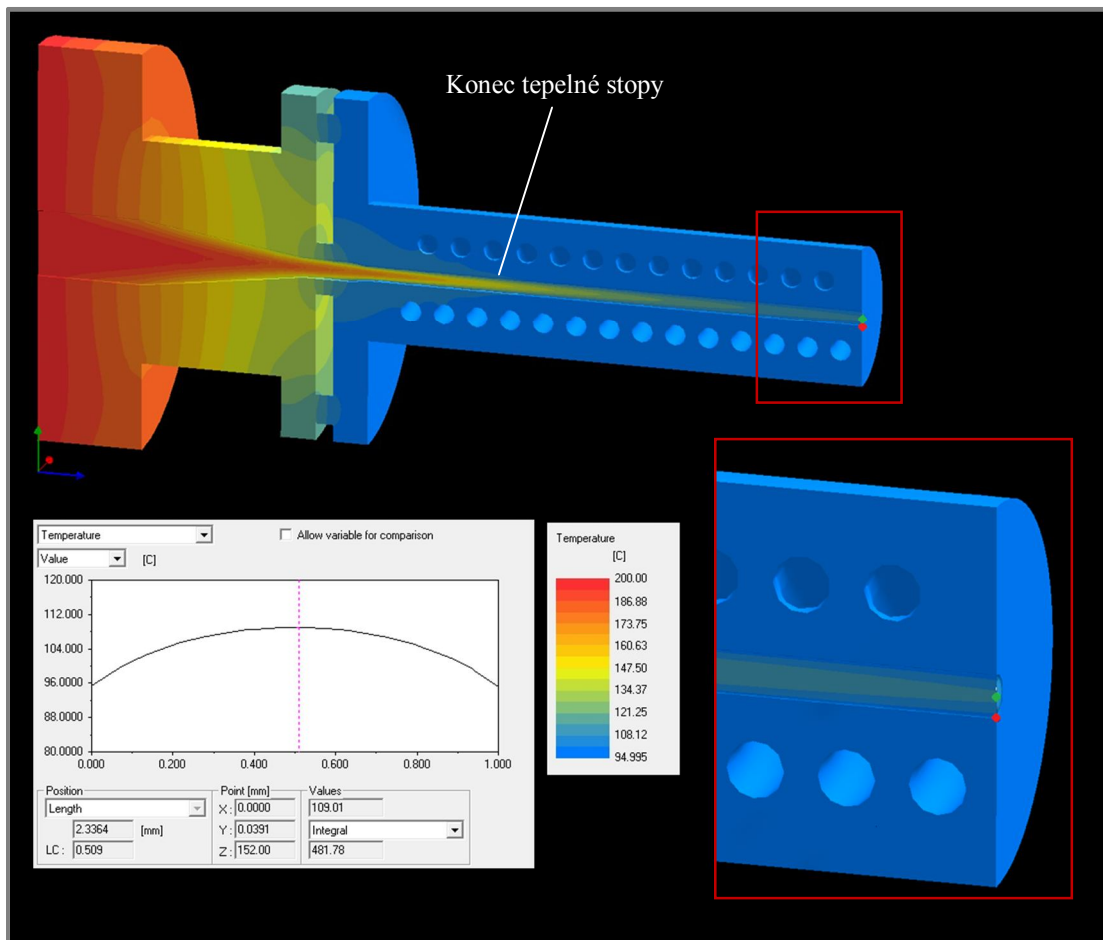 Konec tepelné stopy
Temperature
Allow variable for comparison
Value
[C]
120.000
112.000
104.000
96.0000
88.0000
80.0000
0.000 0.200 0.400 0.600 0.800 1.000
Position
Length
2.3364 [mm]
LC : 0.509
Point [mm]
X : 0.0000
Y : 0.0391
Z : 152.00
Values
109.01
Integral
481.78
Temperature
[C]
200.00
186.88
173.75
160.63
147.50
134.37
121.25
108.12
94.995